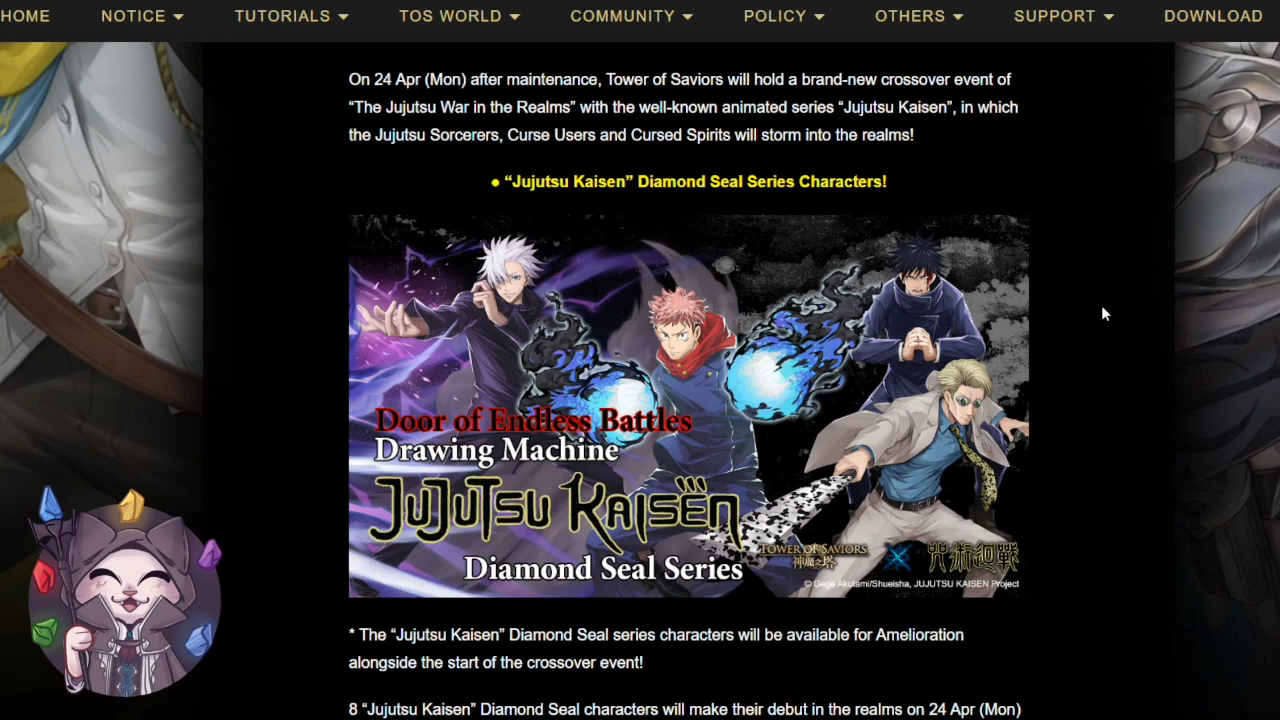 HOME NOTICE TUTORIALS TOS WORLD COMMUNITY POLICY OTHERS SUPPORT DOWNLOAD
On 24 Apr (Mon) after maintenance, Tower of Saviors will hold a brand-new crossover event of
“The Jujutsu War in the Realms” with the well-known animated series “Jujutsu Kaisen”, in which
the Jujutsu Sorcerers, Curse Users and Cursed Spirits will storm into the realms!
● “Jujutsu Kaisen” Diamond Seal Series Characters!
Door of Endless Battles
Drawing Machine
JUJUTSU KAISEN
Diamond Seal Series
TOWER OF SAVIORS
神魔之塔
呪術廻戦
© Gege Akutami/Shueisha, JUJUTSU KAISEN Project
* The “Jujutsu Kaisen” Diamond Seal series characters will be available for Amelioration
alongside the start of the crossover event!
8 “Jujutsu Kaisen” Diamond Seal characters will make their debut in the realms on 24 Apr (Mon)